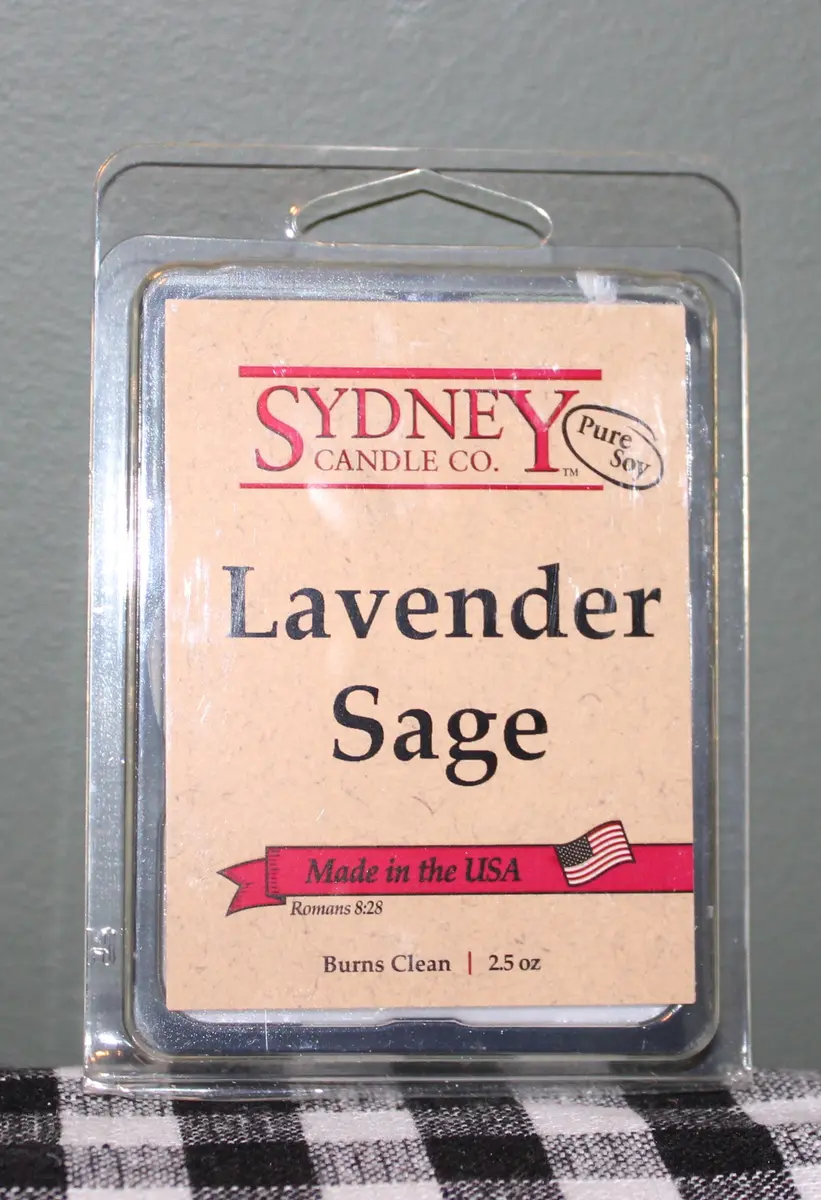 SYDNEY
CANDLE CO.
™
Pure
Soy
Lavender
Sage
Made in the USA
Romans 8:28
Burns Clean | 2.5 oz